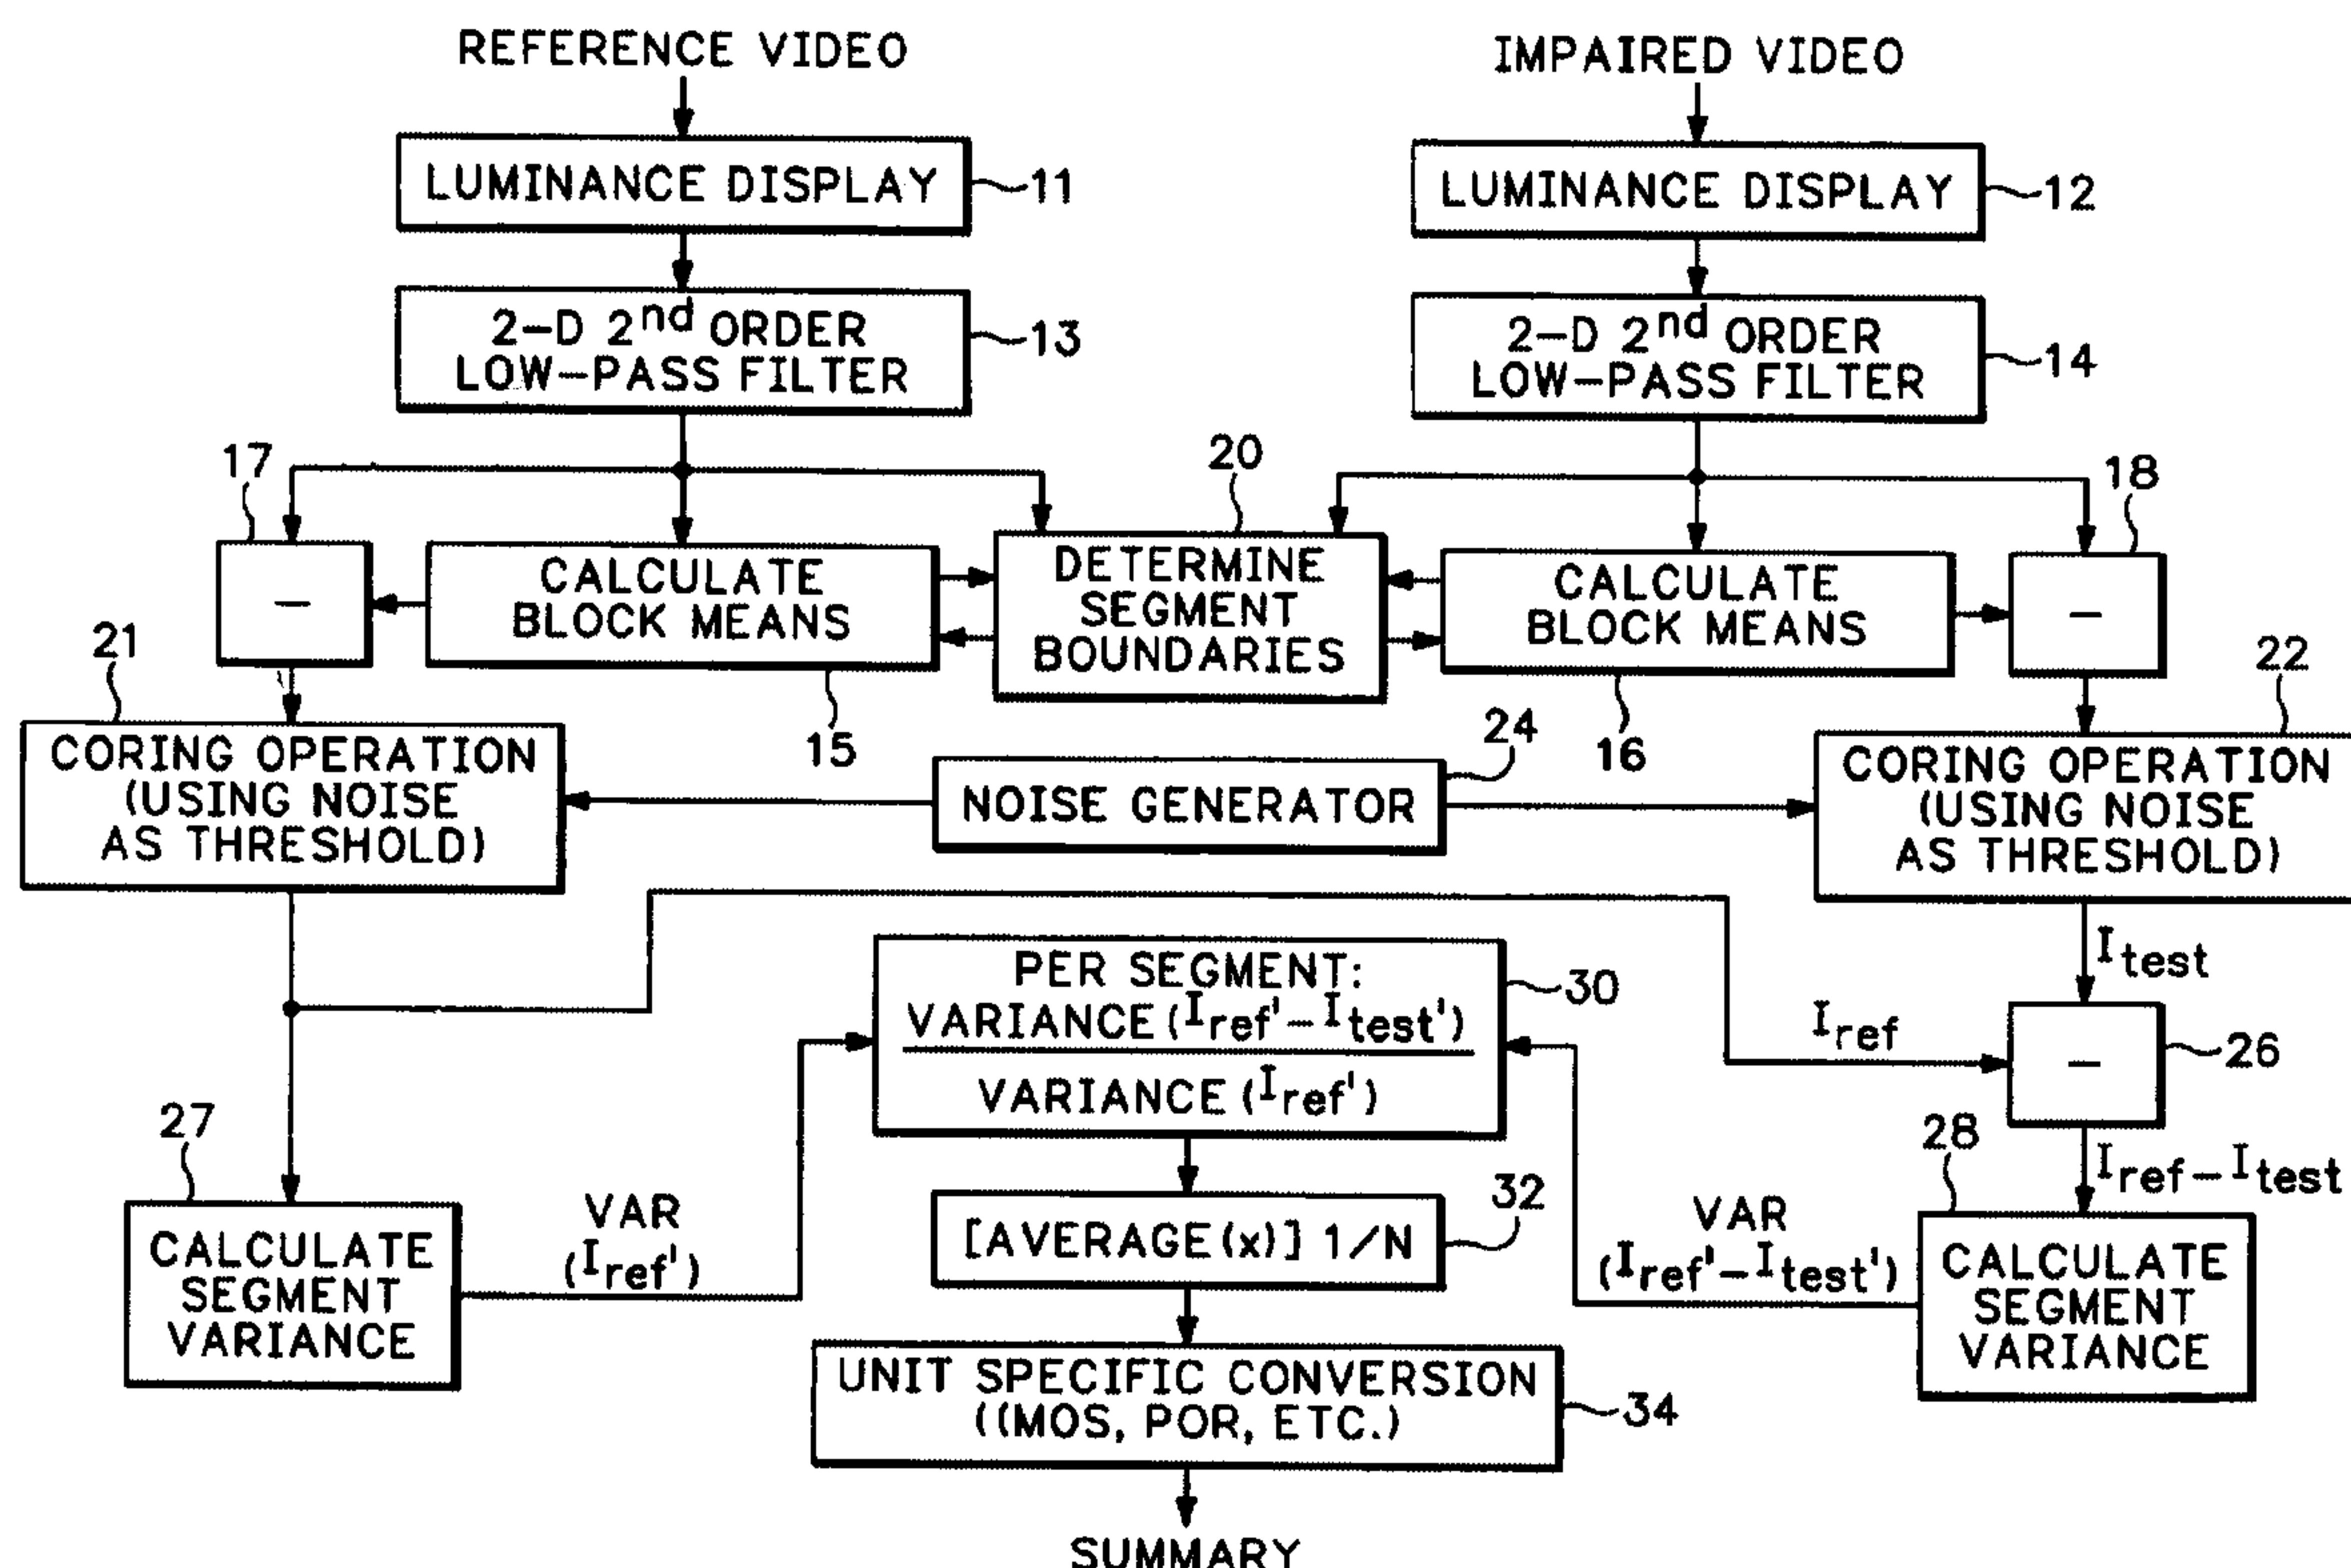 REFERENCE VIDEO
IMPAIRED VIDEO
LUMINANCE DISPLAY
11
LUMINANCE DISPLAY
12
2-D 2nd ORDER
LOW-PASS FILTER
13
2-D 2nd ORDER
LOW-PASS FILTER
14
17
20
18
-
CALCULATE
BLOCK MEANS
DETERMINE
SEGMENT
BOUNDARIES
CALCULATE
BLOCK MEANS
-
21
15
24
16
22
CORING OPERATION
(USING NOISE
AS THRESHOLD)
NOISE GENERATOR
CORING OPERATION
(USING NOISE
AS THRESHOLD)
PER SEGMENT:
VARIANCE (Iref'-Itest')
VARIANCE (Iref')
30
Itest
Iref
-
26
27
28
Iref-Itest
CALCULATE
SEGMENT
VARIANCE
VAR
(Iref')
[AVERAGE(x)] 1/N
32
VAR
(Iref'-Itest')
CALCULATE
SEGMENT
VARIANCE
UNIT SPECIFIC CONVERSION
((MOS, POR, ETC.)
34
SUMMARY